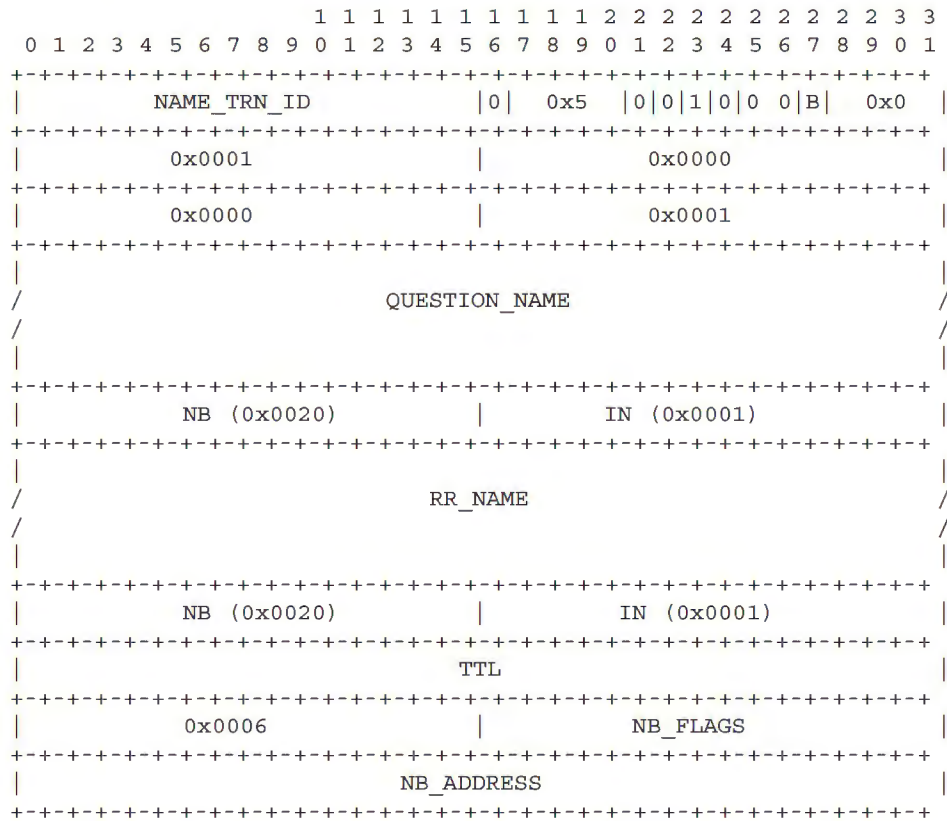 1 1 1 1 1 1 1 1 1 1 2 2 2 2 2 2 2 2 2 2 3 3
 0 1 2 3 4 5 6 7 8 9 0 1 2 3 4 5 6 7 8 9 0 1 2 3 4 5 6 7 8 9 0 1
+-+-+-+-+-+-+-+-+-+-+-+-+-+-+-+-+-+-+-+-+-+-+-+-+-+-+-+-+-+-+-+-+
|         NAME_TRN_ID           |0|  0x5  |0|0|1|0|0 0|B|  0x0  |
+-+-+-+-+-+-+-+-+-+-+-+-+-+-+-+-+-+-+-+-+-+-+-+-+-+-+-+-+-+-+-+-+
|          0x0001               |           0x0000              |
+-+-+-+-+-+-+-+-+-+-+-+-+-+-+-+-+-+-+-+-+-+-+-+-+-+-+-+-+-+-+-+-+
|          0x0000               |           0x0001              |
+-+-+-+-+-+-+-+-+-+-+-+-+-+-+-+-+-+-+-+-+-+-+-+-+-+-+-+-+-+-+-+-+
|                                                               |
/                         QUESTION_NAME                         /
/                                                               /
|                                                               |
+-+-+-+-+-+-+-+-+-+-+-+-+-+-+-+-+-+-+-+-+-+-+-+-+-+-+-+-+-+-+-+-+
|           NB (0x0020)         |        IN (0x0001)            |
+-+-+-+-+-+-+-+-+-+-+-+-+-+-+-+-+-+-+-+-+-+-+-+-+-+-+-+-+-+-+-+-+
|                                                               |
/                            RR_NAME                            /
/                                                               /
|                                                               |
+-+-+-+-+-+-+-+-+-+-+-+-+-+-+-+-+-+-+-+-+-+-+-+-+-+-+-+-+-+-+-+-+
|           NB (0x0020)         |         IN (0x0001)           |
+-+-+-+-+-+-+-+-+-+-+-+-+-+-+-+-+-+-+-+-+-+-+-+-+-+-+-+-+-+-+-+-+
|                              TTL                              |
+-+-+-+-+-+-+-+-+-+-+-+-+-+-+-+-+-+-+-+-+-+-+-+-+-+-+-+-+-+-+-+-+
|           0x0006              |          NB_FLAGS             |
+-+-+-+-+-+-+-+-+-+-+-+-+-+-+-+-+-+-+-+-+-+-+-+-+-+-+-+-+-+-+-+-+
|                          NB_ADDRESS                           |
+-+-+-+-+-+-+-+-+-+-+-+-+-+-+-+-+-+-+-+-+-+-+-+-+-+-+-+-+-+-+-+-+